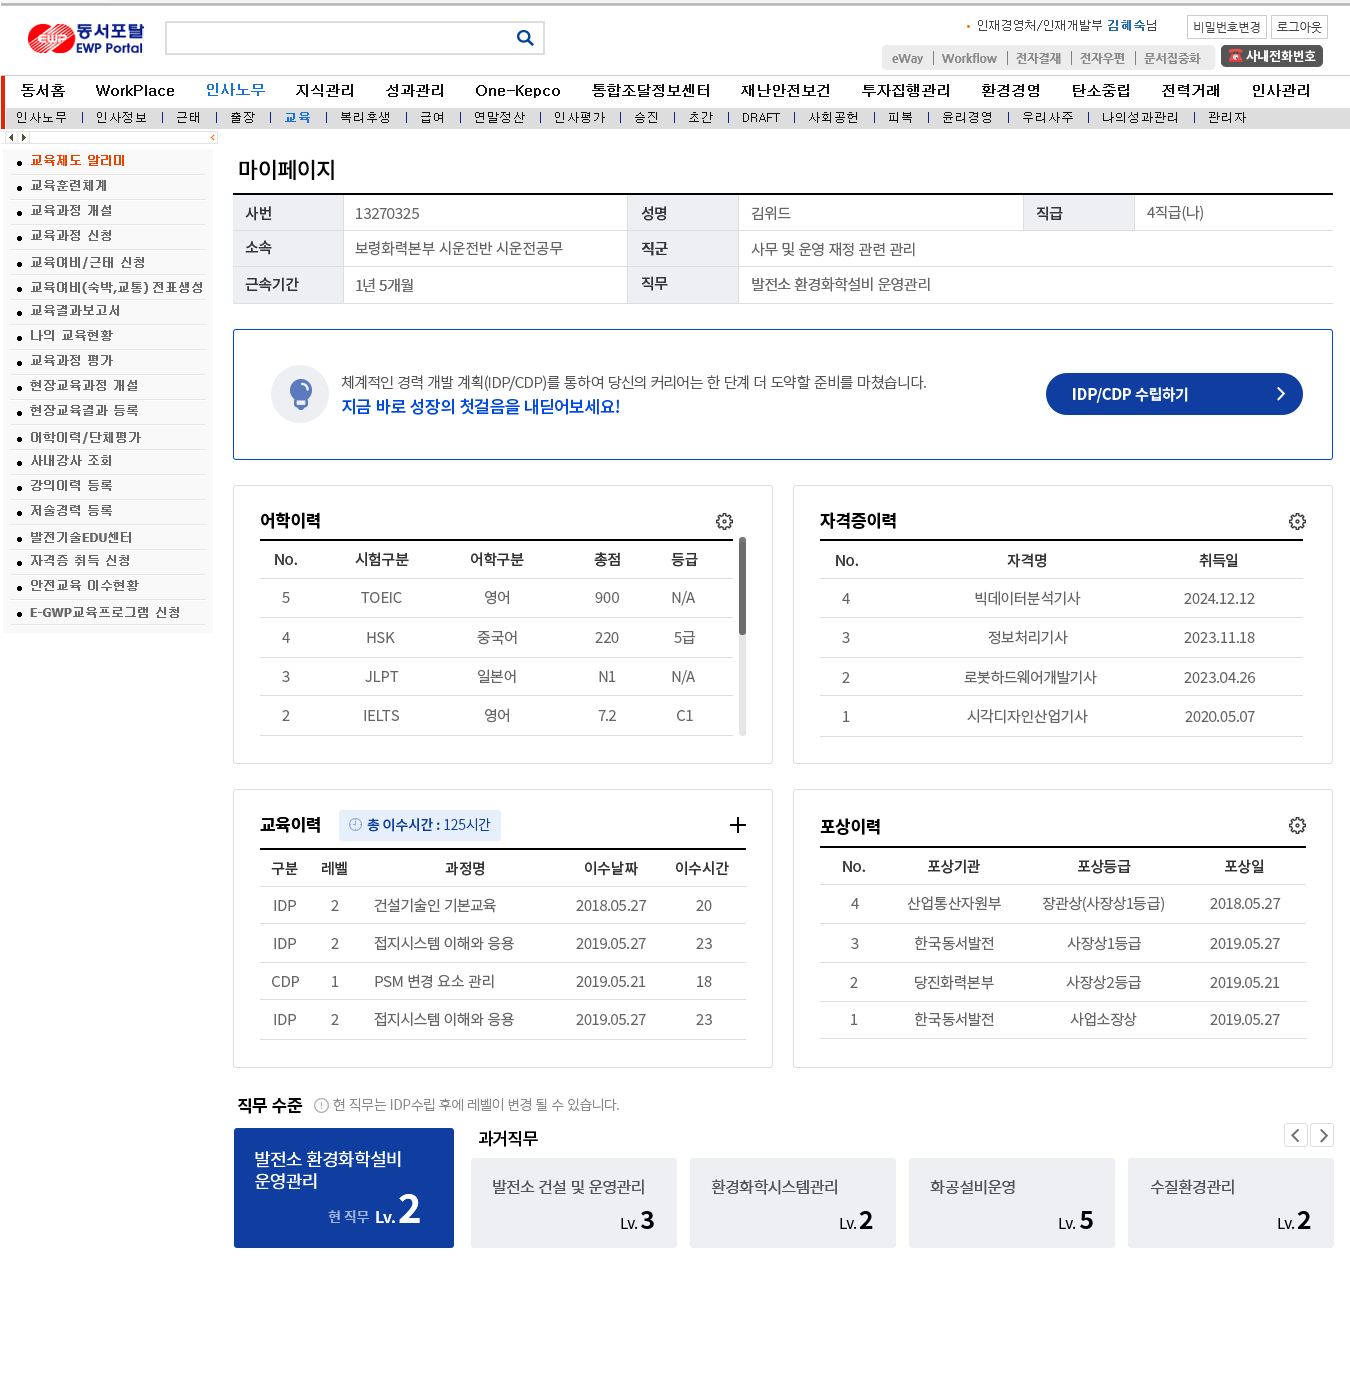 동서포탈
EWP
EWP Portal
인재경영처/인재개발부 김혜숙님
비밀번호변경
로그아웃
eWay | Workflow | 전자결재 | 전자우편 | 문서집중화
사내전화번호
동서홈 WorkPlace 인사노무 지식관리 성과관리 One-Kepco 통합조달정보센터 재난안전보건 투자집행관리 환경경영 탄소중립 전력거래 인사관리
인사노무 | 인사정보 | 근태 | 출장 | 교육 | 복리후생 | 급여 | 연말정산 | 인사평가 | 승진 | 초간 | DRAFT | 사회공헌 | 피복 | 윤리경영 | 우리사주 | 나의성과관리 | 관리자
교육제도 알리미
교육훈련체계
교육과정 개설
교육과정 신청
교육여비/근태 신청
교육여비(숙박,교통) 전표생성
교육결과보고서
나의 교육현황
교육과정 평가
현장교육과정 개설
현장교육결과 등록
어학이력/단체평가
사내강사 조회
강의이력 등록
저술경력 등록
발전기술EDU센터
자격증 취득 신청
안전교육 이수현황
E-GWP교육프로그램 신청
마이페이지
사번 13270325 성명 김위드 직급 4직급(나)
소속 보령화력본부 시운전반 시운전공무 직군 사무 및 운영 재정 관련 관리
근속기간 1년 5개월 직무 발전소 환경화학설비 운영관리
체계적인 경력 개발 계획(IDP/CDP)를 통하여 당신의 커리어는 한 단계 더 도약할 준비를 마쳤습니다.
지금 바로 성장의 첫걸음을 내딛어보세요!
IDP/CDP 수립하기
어학이력
No. 시험구분 어학구분 총점 등급
5 TOEIC 영어 900 N/A
4 HSK 중국어 220 5급
3 JLPT 일본어 N1 N/A
2 IELTS 영어 7.2 C1
자격증이력
No. 자격명 취득일
4 빅데이터분석기사 2024.12.12
3 정보처리기사 2023.11.18
2 로봇하드웨어개발기사 2023.04.26
1 시각디자인산업기사 2020.05.07
교육이력 총 이수시간 : 125시간
구분 레벨 과정명 이수날짜 이수시간
IDP 2 건설기술인 기본교육 2018.05.27 20
IDP 2 접지시스템 이해와 응용 2019.05.27 23
CDP 1 PSM 변경 요소 관리 2019.05.21 18
IDP 2 접지시스템 이해와 응용 2019.05.27 23
포상이력
No. 포상기관 포상등급 포상일
4 산업통산자원부 장관상(사장상1등급) 2018.05.27
3 한국동서발전 사장상1등급 2019.05.27
2 당진화력본부 사장상2등급 2019.05.21
1 한국동서발전 사업소장상 2019.05.27
직무 수준 현 직무는 IDP수립 후에 레벨이 변경 될 수 있습니다.
발전소 환경화학설비
운영관리
현 직무 Lv. 2
과거직무
발전소 건설 및 운영관리
Lv. 3
환경화학시스템관리
Lv. 2
화공설비운영
Lv. 5
수질환경관리
Lv. 2